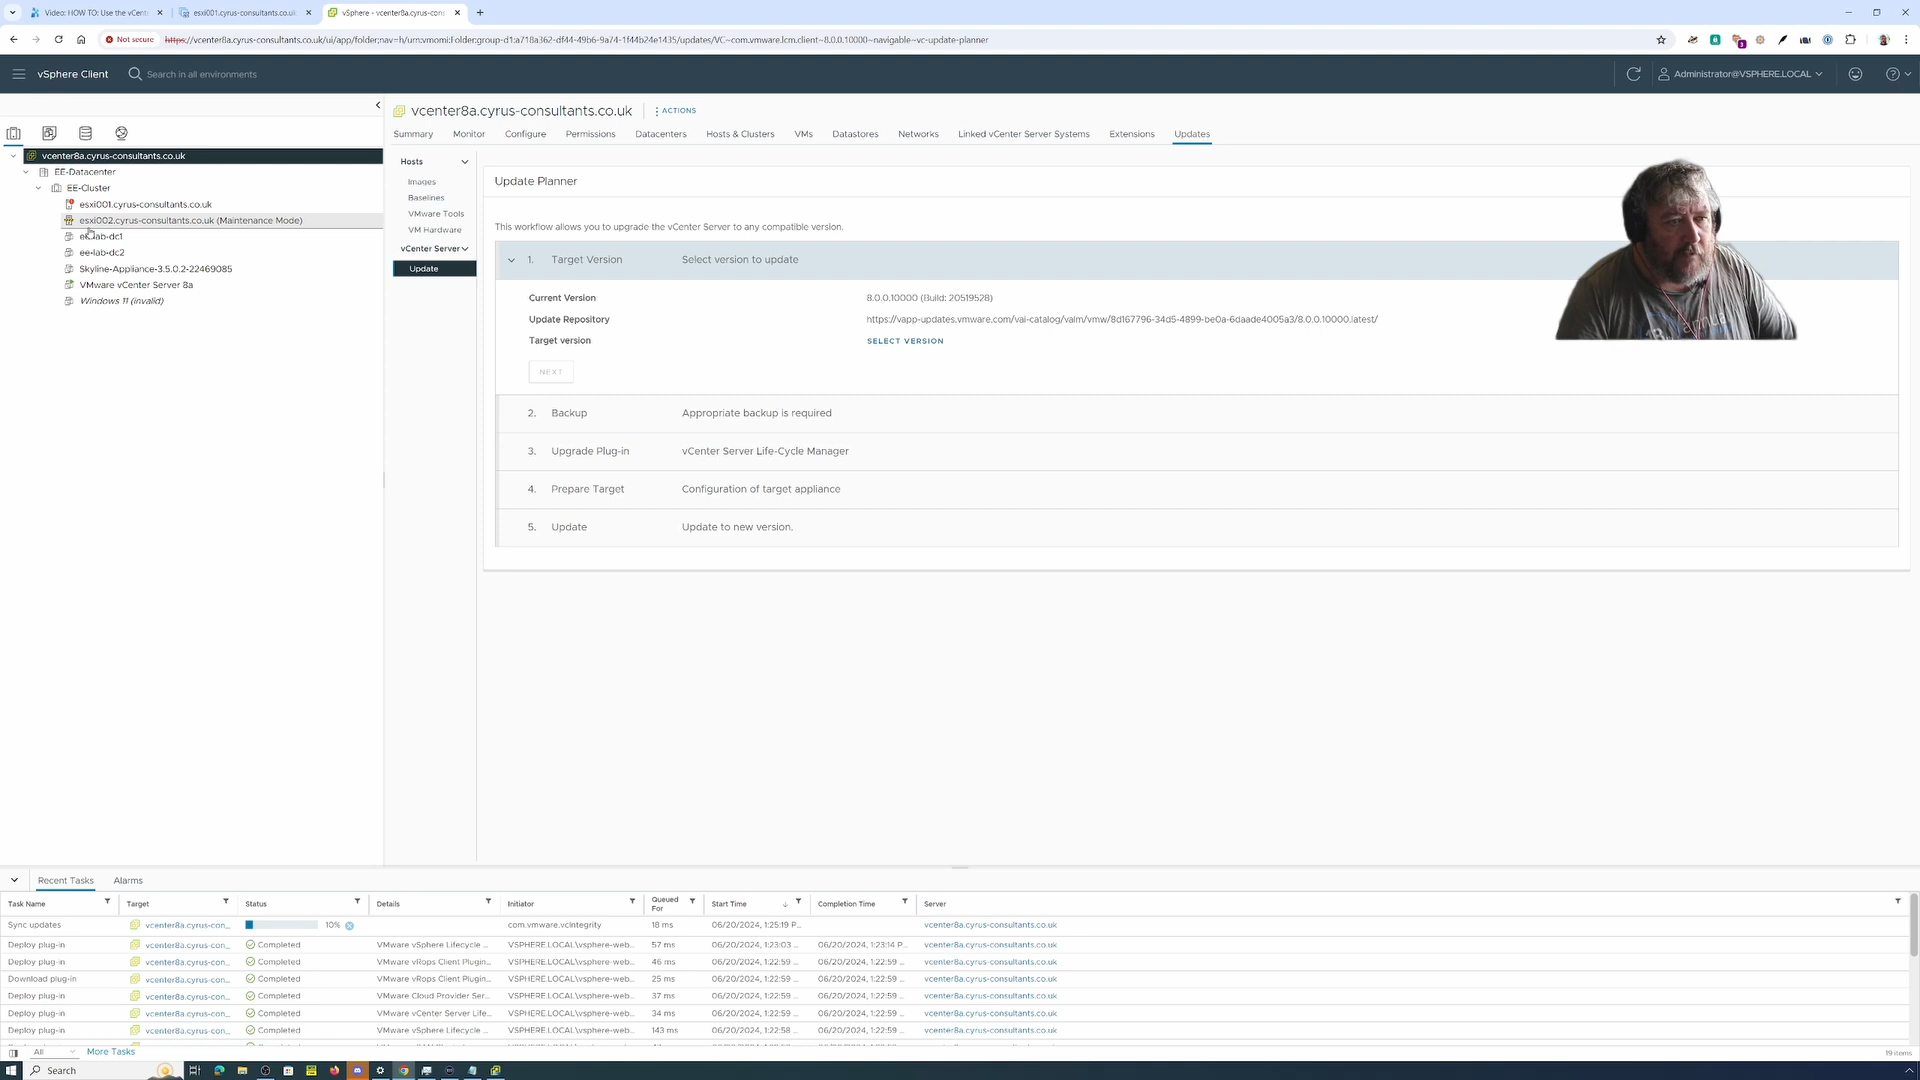 Video: HOW TO: Use the vCent
esxi001.cyrus-consultants.co.uk
vSphere - vcenter8a.cyrus-cons
Not secure
https://vcenter8a.cyrus-consultants.co.uk/ui/app/folder;nav=h/urn:vmomi:Folder:group-d1:a718a362-df44-49b6-9a74-1f44b24e1435/updates/VC~com.vmware.lcm.client~8.0.0.10000~navigable~vc-update-planner
vSphere Client
Search in all environments
Administrator@VSPHERE.LOCAL
vcenter8a.cyrus-consultants.co.uk
ACTIONS
Summary Monitor Configure Permissions Datacenters Hosts & Clusters VMs Datastores Networks Linked vCenter Server Systems Extensions Updates
vcenter8a.cyrus-consultants.co.uk
EE-Datacenter
EE-Cluster
esxi001.cyrus-consultants.co.uk
esxi002.cyrus-consultants.co.uk (Maintenance Mode)
ee-lab-dc1
ee-lab-dc2
Skyline-Appliance-3.5.0.2-22469085
VMware vCenter Server 8a
Windows 11 (invalid)
Hosts
Images
Baselines
VMware Tools
VM Hardware
vCenter Server
Update
Update Planner
This workflow allows you to upgrade the vCenter Server to any compatible version.
1. Target Version Select version to update
Current Version 8.0.0.10000 (Build: 20519528)
Update Repository https://vapp-updates.vmware.com/vai-catalog/valm/vmw/8d167796-34d5-4899-be0a-6daade4005a3/8.0.0.10000.latest/
Target version SELECT VERSION
NEXT
2. Backup Appropriate backup is required
3. Upgrade Plug-in vCenter Server Life-Cycle Manager
4. Prepare Target Configuration of target appliance
5. Update Update to new version.
Recent Tasks Alarms
Task Name Target Status Details Initiator Queued For Start Time Completion Time Server
Sync updates vcenter8a.cyrus-con... 10% com.vmware.vcIntegrity 18 ms 06/20/2024, 1:25:19 P... vcenter8a.cyrus-consultants.co.uk
Deploy plug-in vcenter8a.cyrus-con... Completed VMware vSphere Lifecycle ... VSPHERE.LOCAL\vsphere-web... 57 ms 06/20/2024, 1:23:03 ... 06/20/2024, 1:23:14 P... vcenter8a.cyrus-consultants.co.uk
Deploy plug-in vcenter8a.cyrus-con... Completed VMware vRops Client Plugin... VSPHERE.LOCAL\vsphere-web... 46 ms 06/20/2024, 1:22:59 ... 06/20/2024, 1:22:59 ... vcenter8a.cyrus-consultants.co.uk
Download plug-in vcenter8a.cyrus-con... Completed VMware vRops Client Plugin... VSPHERE.LOCAL\vsphere-web... 25 ms 06/20/2024, 1:22:59 ... 06/20/2024, 1:22:59 ... vcenter8a.cyrus-consultants.co.uk
Deploy plug-in vcenter8a.cyrus-con... Completed VMware Cloud Provider Ser... VSPHERE.LOCAL\vsphere-web... 37 ms 06/20/2024, 1:22:59 ... 06/20/2024, 1:22:59 ... vcenter8a.cyrus-consultants.co.uk
Deploy plug-in vcenter8a.cyrus-con... Completed VMware vCenter Server Life... VSPHERE.LOCAL\vsphere-web... 34 ms 06/20/2024, 1:22:59 ... 06/20/2024, 1:22:59 ... vcenter8a.cyrus-consultants.co.uk
Deploy plug-in vcenter8a.cyrus-con... Completed VMware vSphere Lifecycle ... VSPHERE.LOCAL\vsphere-web... 143 ms 06/20/2024, 1:22:58 ... 06/20/2024, 1:22:59 ... vcenter8a.cyrus-consultants.co.uk
All More Tasks
19 items
Search